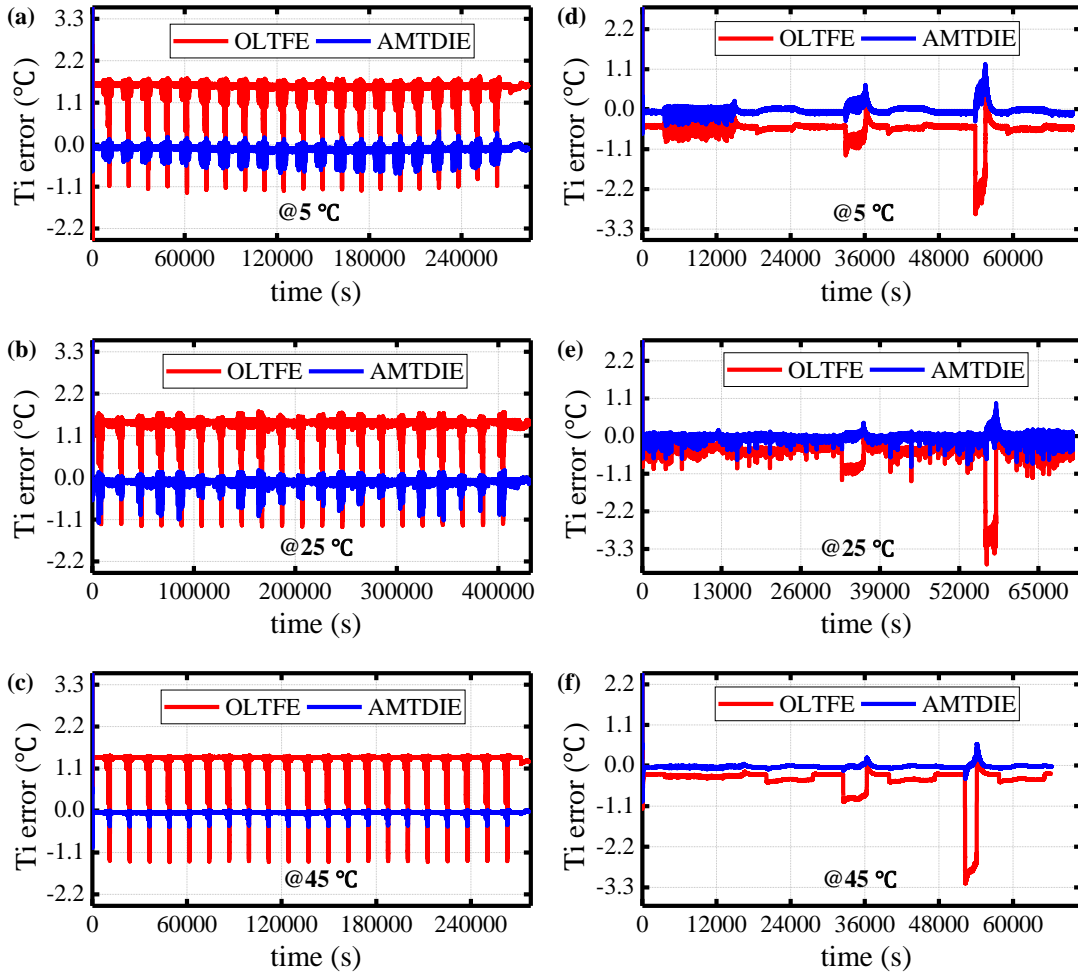 (a)
3.3
2.2
1.1
0.0
-1.1
-2.2
Ti error (°C)
OLTFE AMTDIE
@5 ℃
0 60000 120000 180000 240000
time (s)
(d)
2.2
1.1
0.0
-1.1
-2.2
-3.3
Ti error (°C)
OLTFE AMTDIE
@5 ℃
0 12000 24000 36000 48000 60000
time (s)
(b)
3.3
2.2
1.1
0.0
-1.1
-2.2
Ti error (°C)
OLTFE AMTDIE
@25 ℃
0 100000 200000 300000 400000
time (s)
(e)
2.2
1.1
0.0
-1.1
-2.2
-3.3
Ti error (°C)
OLTFE AMTDIE
@25 ℃
0 13000 26000 39000 52000 65000
time (s)
(c)
3.3
2.2
1.1
0.0
-1.1
-2.2
Ti error (°C)
OLTFE AMTDIE
@45 ℃
0 60000 120000 180000 240000
time (s)
(f)
2.2
1.1
0.0
-1.1
-2.2
-3.3
Ti error (°C)
OLTFE AMTDIE
@45 ℃
0 12000 24000 36000 48000 60000
time (s)